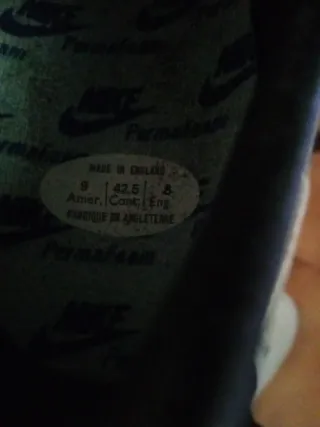 NIKE
Permafoam
NIKE
Permafoam
MADE IN ENGLAND
9 | 42,5 | 8
Amer. | Cont. | Eng.
FABRIQUE EN ANGLETERRE
Permafoam
NIKE
Permafoam